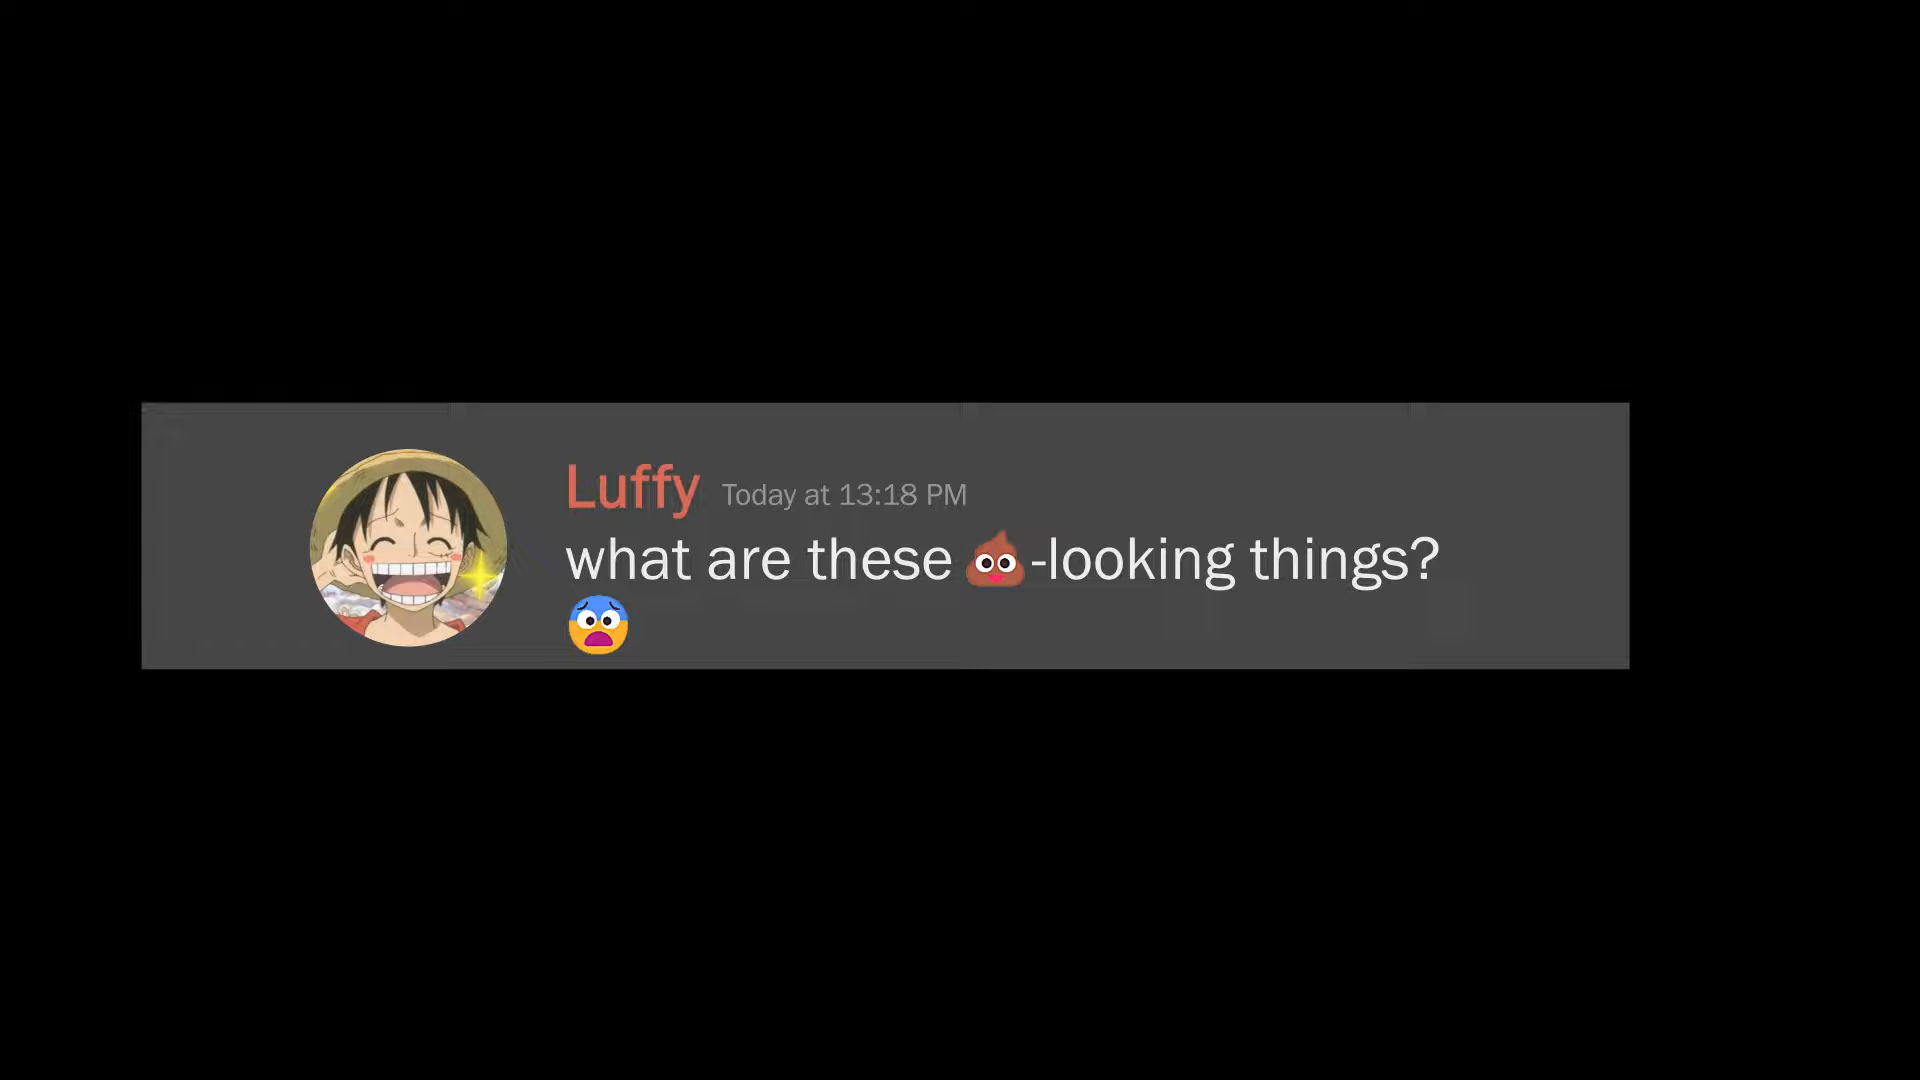 Luffy Today at 13:18 PM
what are these 💩-looking things?
😨